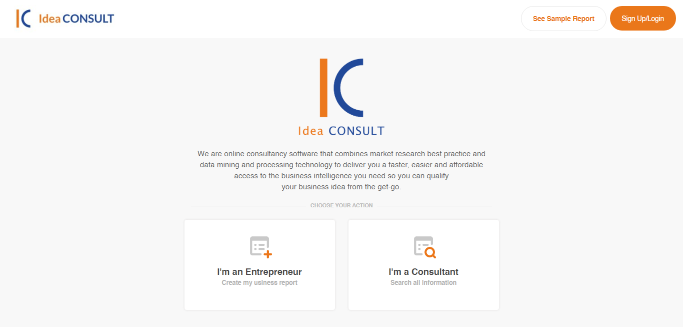 IC Idea CONSULT
See Sample Report
Sign Up/Login
IC
Idea CONSULT
We are online consultancy software that combines market research best practice and
data mining and processing technology to deliver you a faster, easier and affordable
access to the business intelligence you need so you can qualify
your business idea from the get-go
CHOOSE YOUR ACTION
I'm an Entrepreneur
Create my usiness report
I'm a Consultant
Search all information